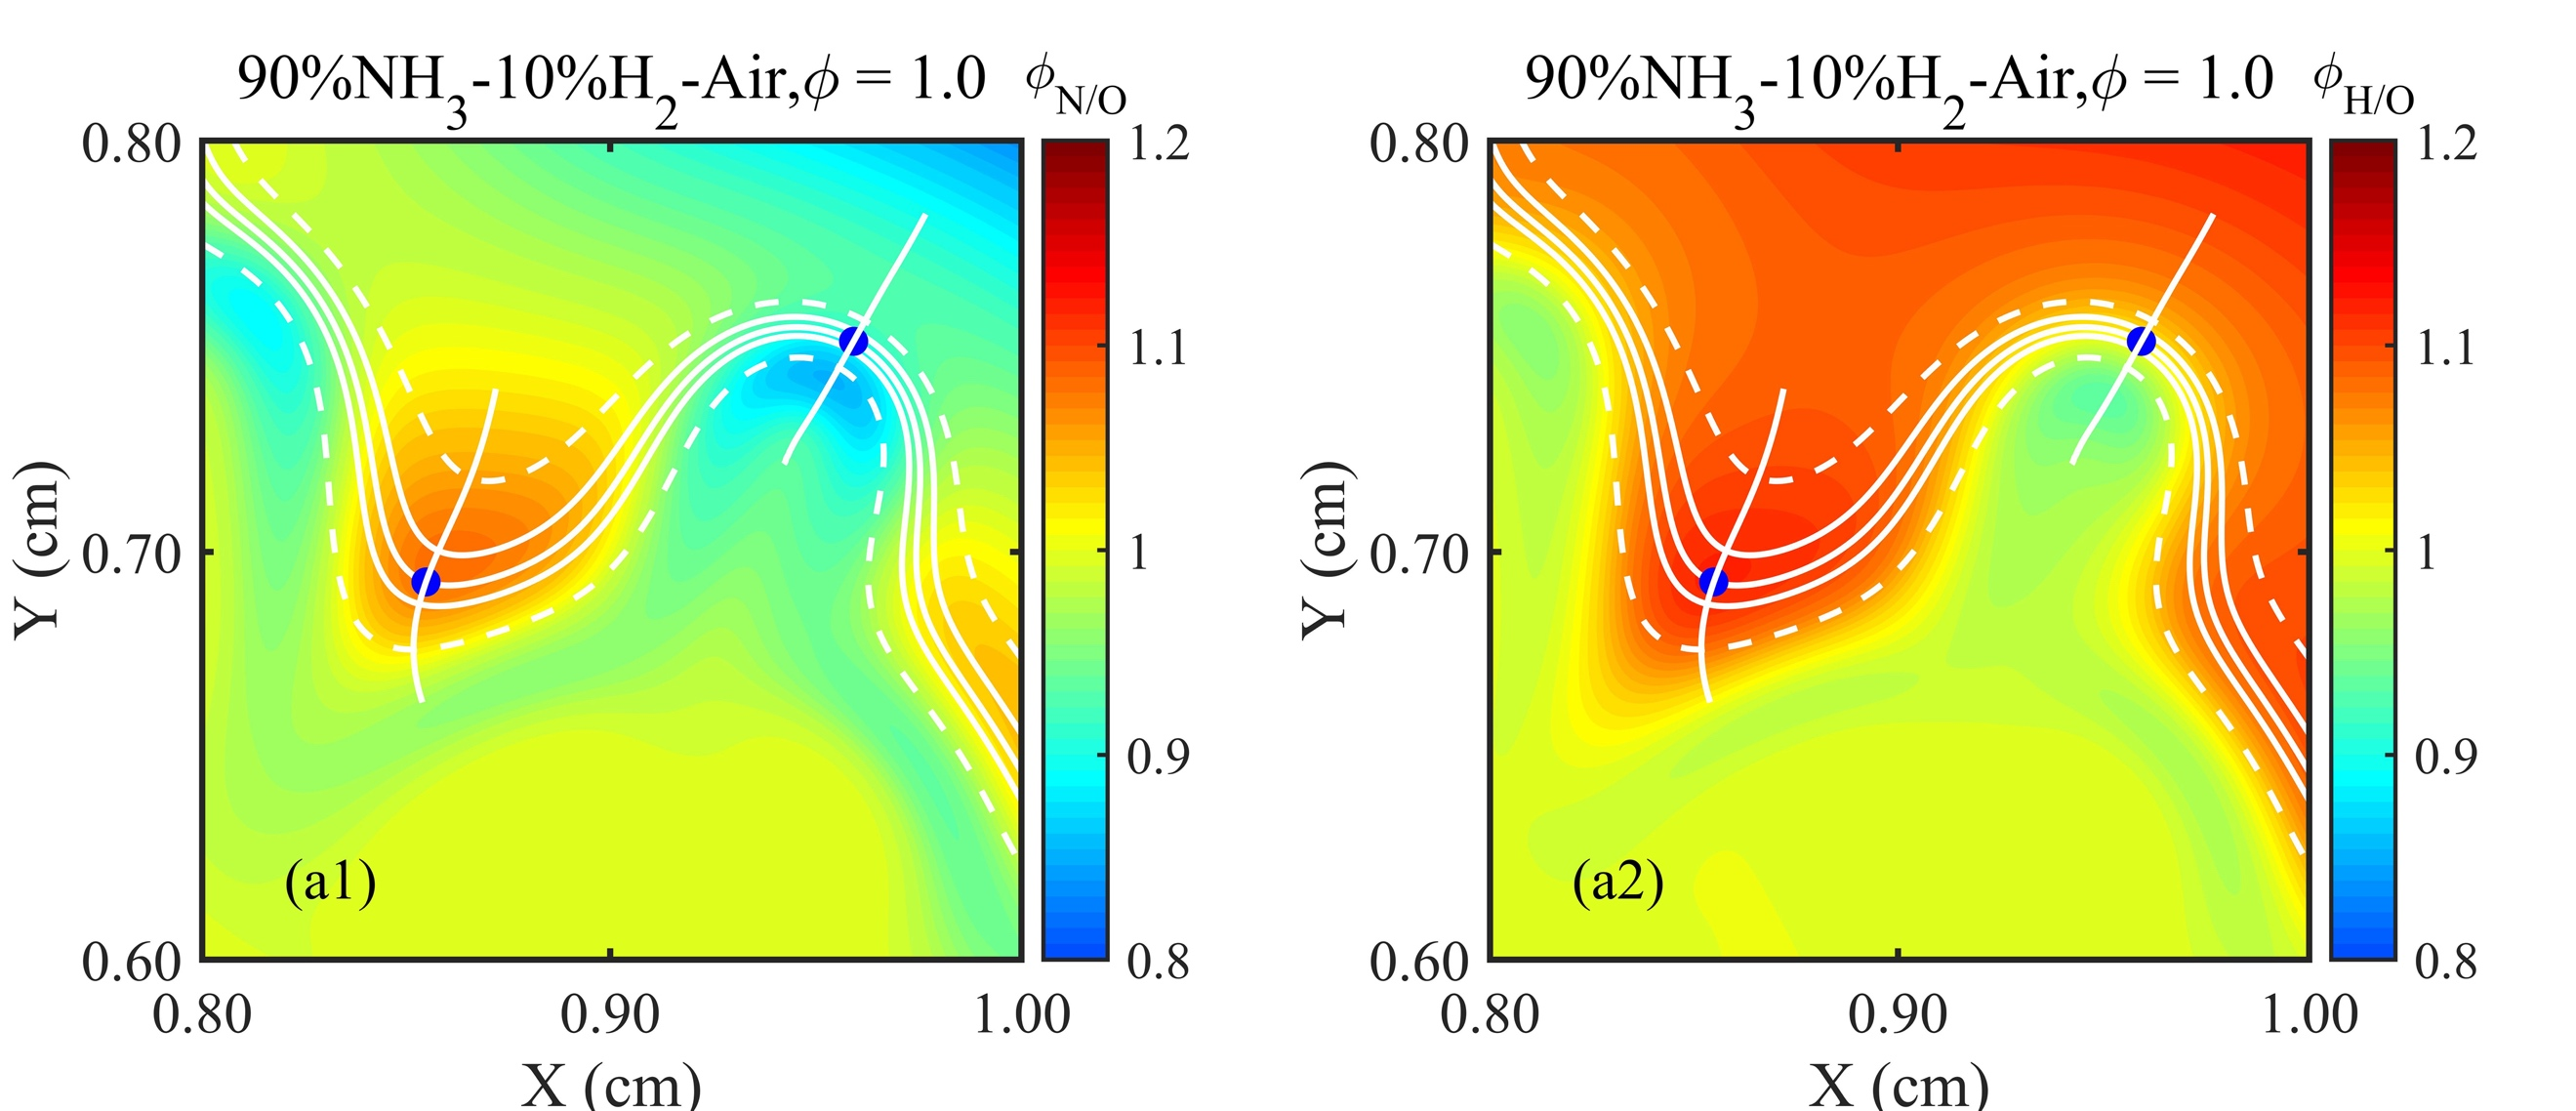 90%NH₃-10%H₂-Air,ϕ = 1.0 ϕN/O
0.80
0.70
0.60
Y (cm)
(a1)
0.80 0.90 1.00
X (cm)
1.2
1.1
1
0.9
0.8
90%NH₃-10%H₂-Air,ϕ = 1.0 ϕH/O
0.80
0.70
0.60
Y (cm)
(a2)
0.80 0.90 1.00
X (cm)
1.2
1.1
1
0.9
0.8